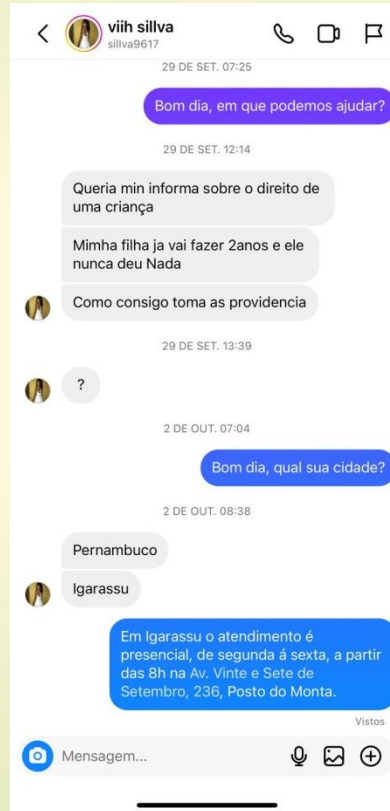 viih sillva
sillva9617
29 DE SET. 07:25
Bom dia, em que podemos ajudar?
29 DE SET. 12:14
Queria min informa sobre o direito de
uma criança
Mimha filha ja vai fazer 2anos e ele
nunca deu Nada
Como consigo toma as providencia
29 DE SET. 13:39
?
2 DE OUT. 07:04
Bom dia, qual sua cidade?
2 DE OUT. 08:38
Pernambuco
Igarassu
Em Igarassu o atendimento é
presencial, de segunda á sexta, a partir
das 8h na Av. Vinte e Sete de
Setembro, 236, Posto do Monta.
Vistos
Mensagem...